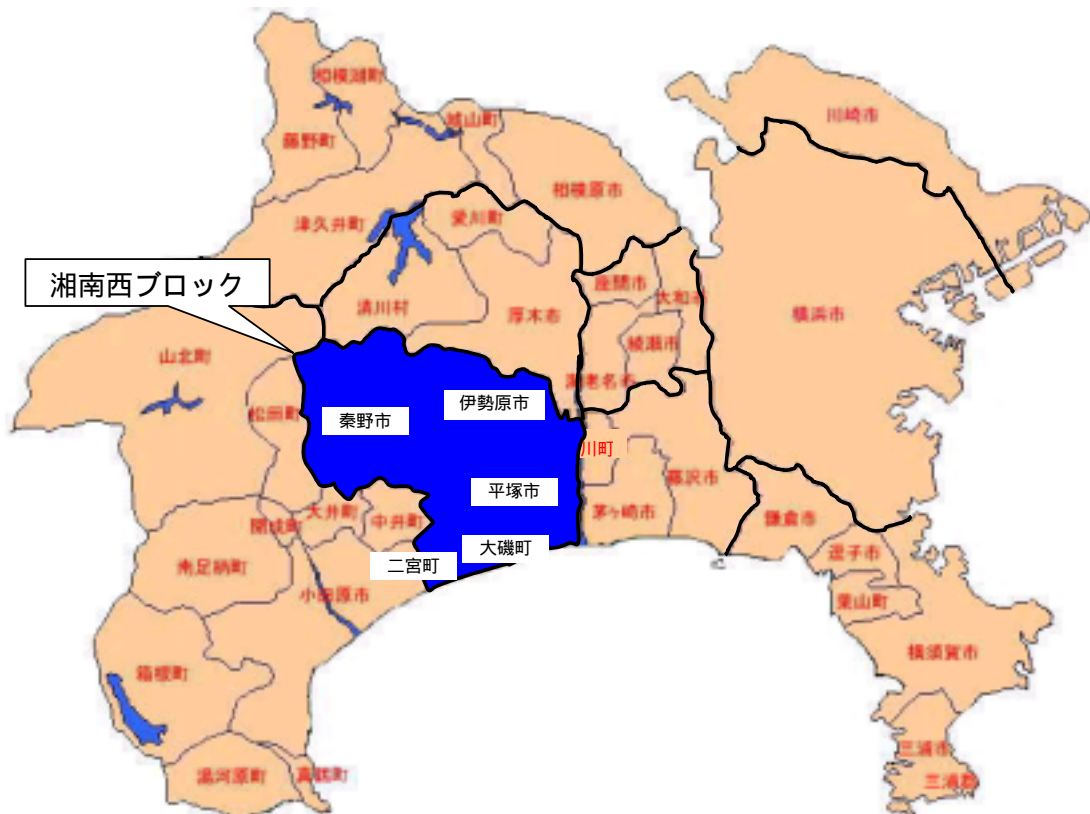 相模湖町
城山町
川崎市
藤野町
相模原市
愛川町
津久井町
湘南西ブロック
座間市
大和市
清川村
厚木市
横浜市
綾瀬市
山北町
海老名市
伊勢原市
松田町
秦野市
川町
藤沢市
平塚市
茅ヶ崎市
大井町
中井町
鎌倉市
開成町
大磯町
逗子市
二宮町
小田原市
葉山町
横須賀市
箱根町
三浦市
湯河原町
真鶴町
三浦郡